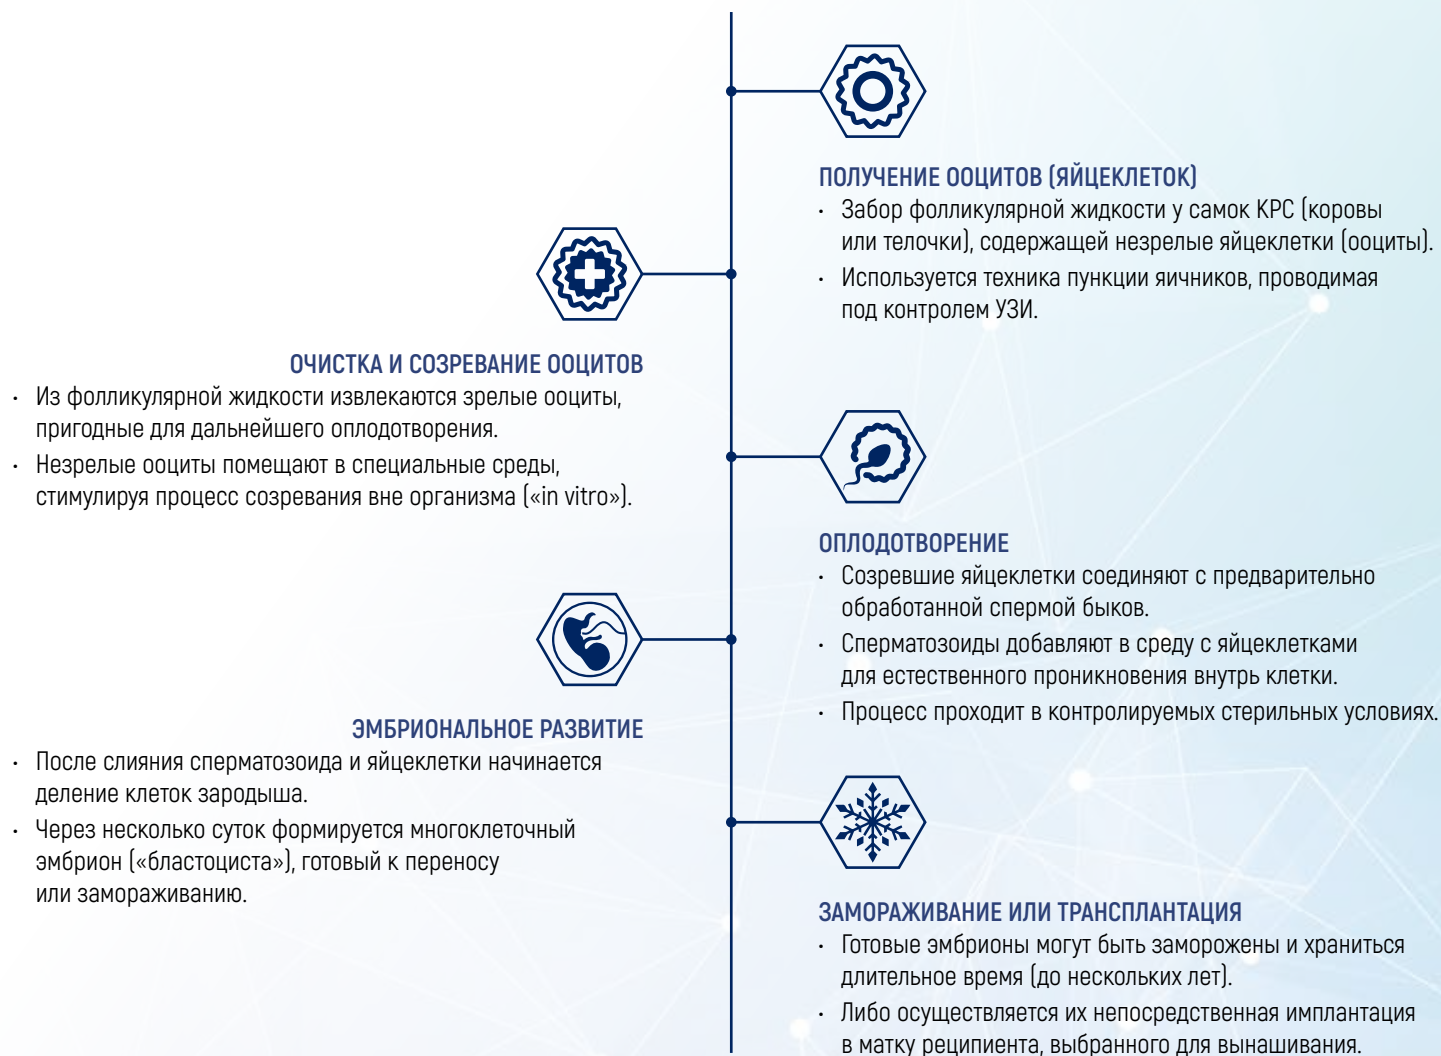 ПОЛУЧЕНИЕ ООЦИТОВ (ЯЙЦЕКЛЕТОК)
• Забор фолликулярной жидкости у самок КРС (коровы
или телочки), содержащей незрелые яйцеклетки (ооциты).
• Используется техника пункции яичников, проводимая
под контролем УЗИ.
ОЧИСТКА И СОЗРЕВАНИЕ ООЦИТОВ
• Из фолликулярной жидкости извлекаются зрелые ооциты,
пригодные для дальнейшего оплодотворения.
• Незрелые ооциты помещают в специальные среды,
стимулируя процесс созревания вне организма («in vitro»).
ОПЛОДОТВОРЕНИЕ
• Созревшие яйцеклетки соединяют с предварительно
обработанной спермой быков.
• Сперматозоиды добавляют в среду с яйцеклетками
для естественного проникновения внутрь клетки.
• Процесс проходит в контролируемых стерильных условиях.
ЭМБРИОНАЛЬНОЕ РАЗВИТИЕ
• После слияния сперматозоида и яйцеклетки начинается
деление клеток зародыша.
• Через несколько суток формируется многоклеточный
эмбрион («бластоциста»), готовый к переносу
или замораживанию.
ЗАМОРАЖИВАНИЕ ИЛИ ТРАНСПЛАНТАЦИЯ
• Готовые эмбрионы могут быть заморожены и храниться
длительное время (до нескольких лет).
• Либо осуществляется их непосредственная имплантация
в матку реципиента, выбранного для вынашивания.